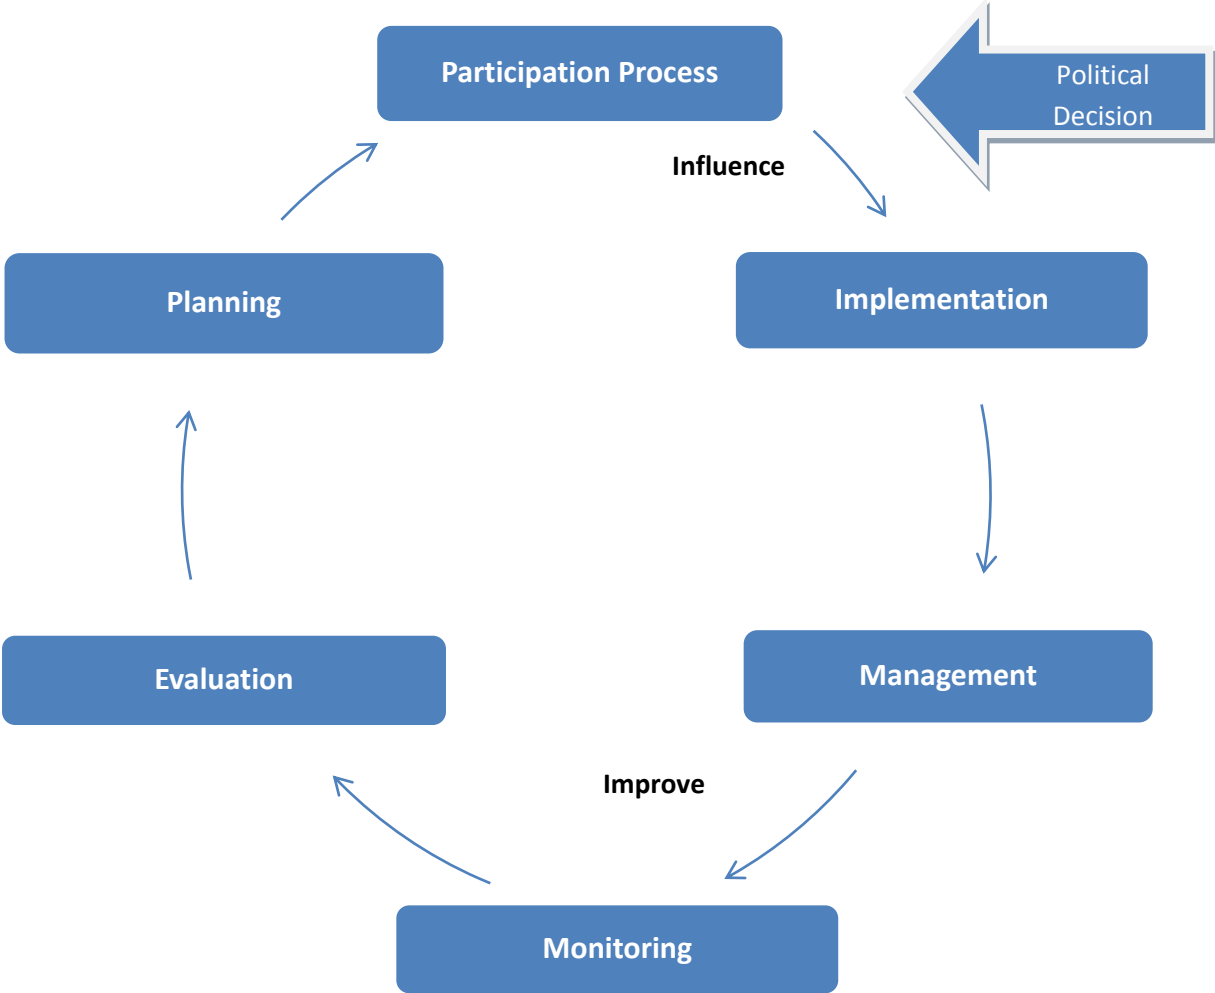 Participation Process
Political
Decision
Influence
Planning
Implementation
Evaluation
Management
Improve
Monitoring